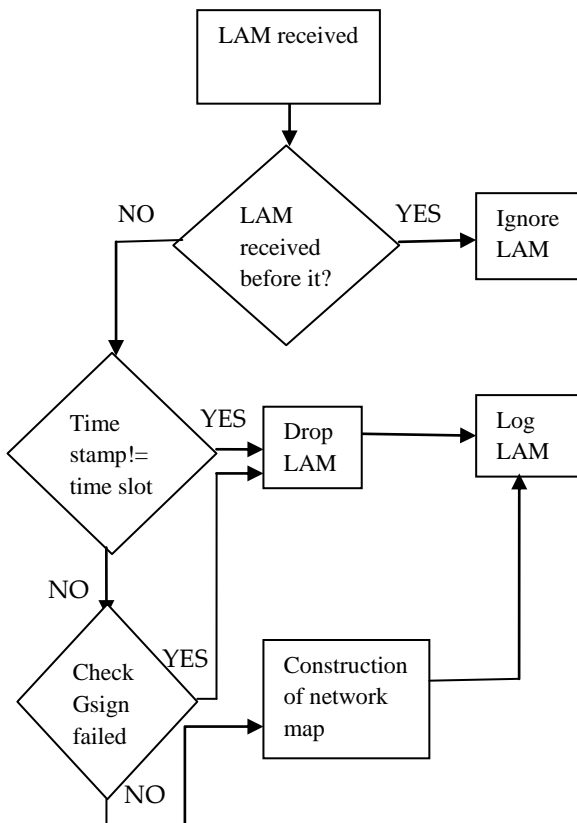 LAM received
NO
LAM
received
before it?
YES
Ignore
LAM
Time
stamp!=
time slot
YES
Drop
LAM
Log
LAM
NO
Check
Gsign
failed
YES
Construction
of network
map
NO